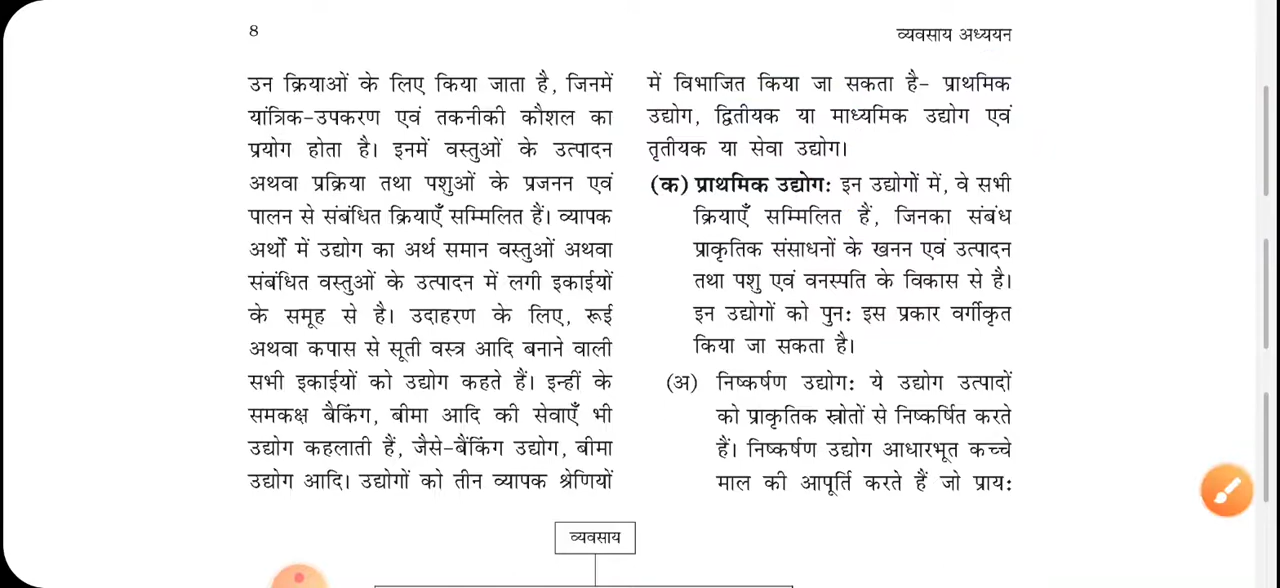 8
व्यवसाय अध्ययन
उन क्रियाओं के लिए किया जाता है, जिनमें
यांत्रिक-उपकरण एवं तकनीकी कौशल का
प्रयोग होता है। इनमें वस्तुओं के उत्पादन
अथवा प्रक्रिया तथा पशुओं के प्रजनन एवं
पालन से संबंधित क्रियाएँ सम्मिलित हैं। व्यापक
अर्थों में उद्योग का अर्थ समान वस्तुओं अथवा
संबंधित वस्तुओं के उत्पादन में लगी इकाईयों
के समूह से है। उदाहरण के लिए, रूई
अथवा कपास से सूती वस्त्र आदि बनाने वाली
सभी इकाईयों को उद्योग कहते हैं। इन्हीं के
समकक्ष बैकिंग, बीमा आदि की सेवाएँ भी
उद्योग कहलाती हैं, जैसे-बैंकिंग उद्योग, बीमा
उद्योग आदि। उद्योगों को तीन व्यापक श्रेणियों
में विभाजित किया जा सकता है- प्राथमिक
उद्योग, द्वितीयक या माध्यमिक उद्योग एवं
तृतीयक या सेवा उद्योग।
(क) प्राथमिक उद्योग: इन उद्योगों में, वे सभी
क्रियाएँ सम्मिलित हैं, जिनका संबंध
प्राकृतिक संसाधनों के खनन एवं उत्पादन
तथा पशु एवं वनस्पति के विकास से है।
इन उद्योगों को पुन: इस प्रकार वर्गीकृत
किया जा सकता है।
(अ) निष्कर्षण उद्योग: ये उद्योग उत्पादों
को प्राकृतिक स्रोतों से निष्कर्षित करते
हैं। निष्कर्षण उद्योग आधारभूत कच्चे
माल की आपूर्ति करते हैं जो प्राय:
व्यवसाय